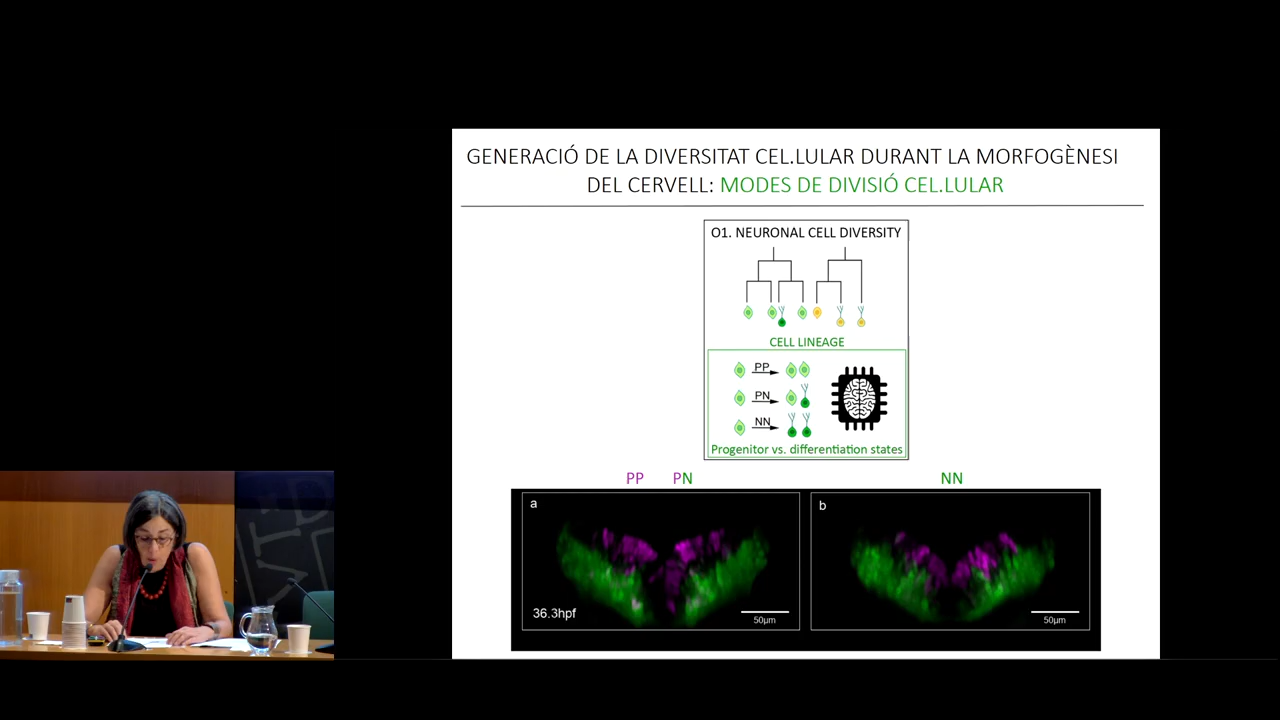 GENERACIÓ DE LA DIVERSITAT CEL.LULAR DURANT LA MORFOGÈNESI
DEL CERVELL: MODES DE DIVISIÓ CEL.LULAR
O1. NEURONAL CELL DIVERSITY
CELL LINEAGE
PP
PN
NN
Progenitor vs. differentiation states
PP PN NN
a
b
36.3hpf
50µm
50µm